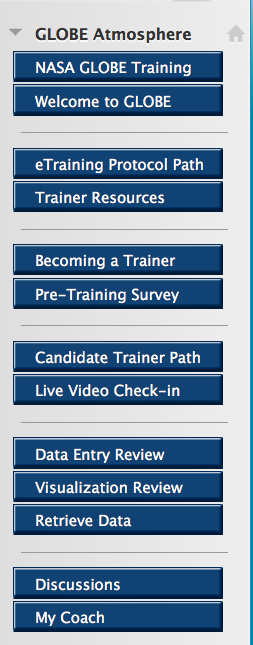 GLOBE Atmosphere
NASA GLOBE Training
Welcome to GLOBE
eTraining Protocol Path
Trainer Resources
Becoming a Trainer
Pre-Training Survey
Candidate Trainer Path
Live Video Check-in
Data Entry Review
Visualization Review
Retrieve Data
Discussions
My Coach